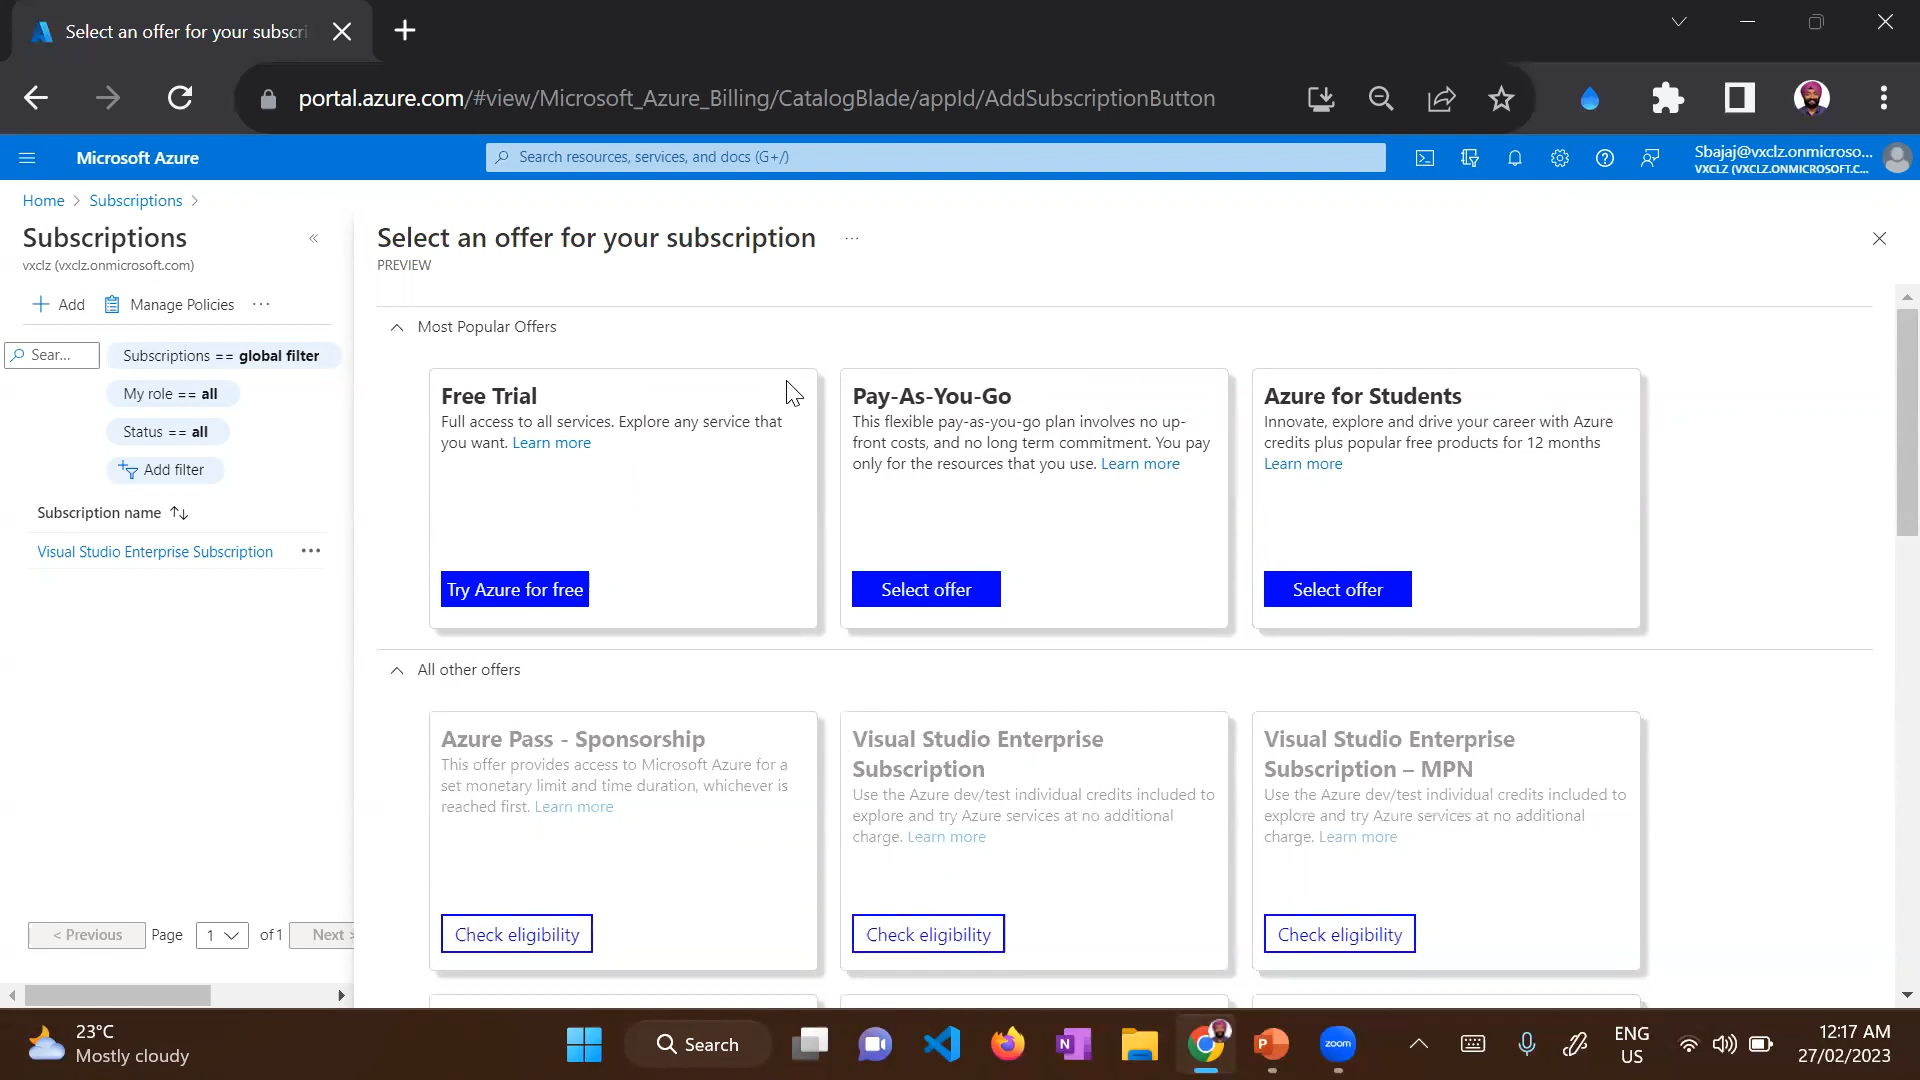 Select an offer for your subscri
portal.azure.com/#view/Microsoft_Azure_Billing/CatalogBlade/appId/AddSubscriptionButton
Microsoft Azure
Search resources, services, and docs (G+/)
Sbajaj@vxclz.onmicroso...
VXCLZ (VXCLZ.ONMICROSOFT.C...
Home
Subscriptions
Subscriptions
«
vxclz (vxclz.onmicrosoft.com)
Add
Manage Policies
...
Sear...
Subscriptions == global filter
My role == all
Status == all
Add filter
Subscription name
Visual Studio Enterprise Subscription
...
< Previous
Page
1
of 1
Next >
Select an offer for your subscription
...
PREVIEW
Most Popular Offers
Free Trial
Full access to all services. Explore any service that
you want. Learn more
Try Azure for free
Pay-As-You-Go
This flexible pay-as-you-go plan involves no up-
front costs, and no long term commitment. You pay
only for the resources that you use. Learn more
Select offer
Azure for Students
Innovate, explore and drive your career with Azure
credits plus popular free products for 12 months
Learn more
Select offer
All other offers
Azure Pass - Sponsorship
This offer provides access to Microsoft Azure for a
set monetary limit and time duration, whichever is
reached first. Learn more
Check eligibility
Visual Studio Enterprise
Subscription
Use the Azure dev/test individual credits included to
explore and try Azure services at no additional
charge. Learn more
Check eligibility
Visual Studio Enterprise
Subscription – MPN
Use the Azure dev/test individual credits included to
explore and try Azure services at no additional
charge. Learn more
Check eligibility
23°C
Mostly cloudy
Search
N
P
zoom
ENG
US
12:17 AM
27/02/2023